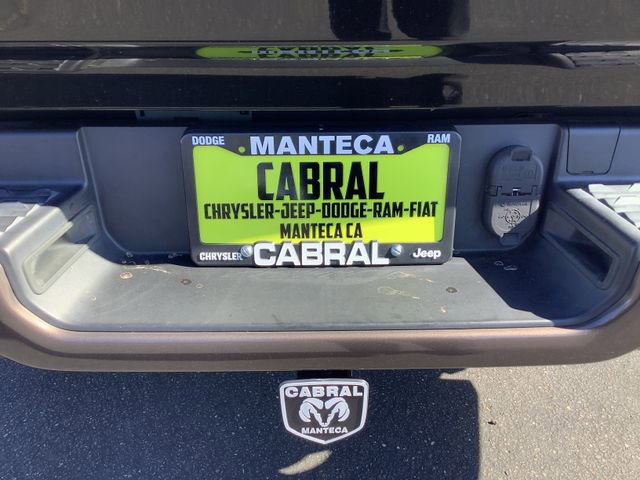 DODGE MANTECA RAM
CABRAL
CHRYSLER-JEEP-DODGE-RAM-FIAT
MANTECA CA
CHRYSLER CABRAL Jeep
CABRAL
MANTECA